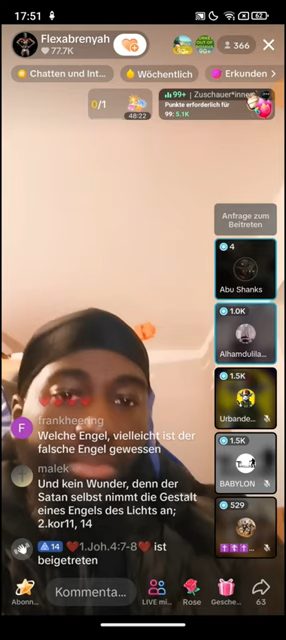 17:51
62
Flexabrenyah
77.7K
93+
90+
366
Chatten und Int...
Wöchentlich
Erkunden
0/1
48:22
99+ | Zuschauer*innen
Punkte erforderlich für
99: 5.1K
Anfrage zum
Beitreten
4
Abu Shanks
1.0K
Alhamdulila...
1.5K
Urbande...
1.5K
BABYLON
529
F
frankheering
Welche Engel, vielleicht ist der
falsche Engel gewessen
malek
Und kein Wunder, denn der
Satan selbst nimmt die Gestalt
eines Engels des Lichts an;
2.kor11, 14
14 ❤️1.Joh.4:7-8❤️ ist
beigetreten
Kommenta...
Abonn...
LIVE mi...
Rose
Gesche...
63